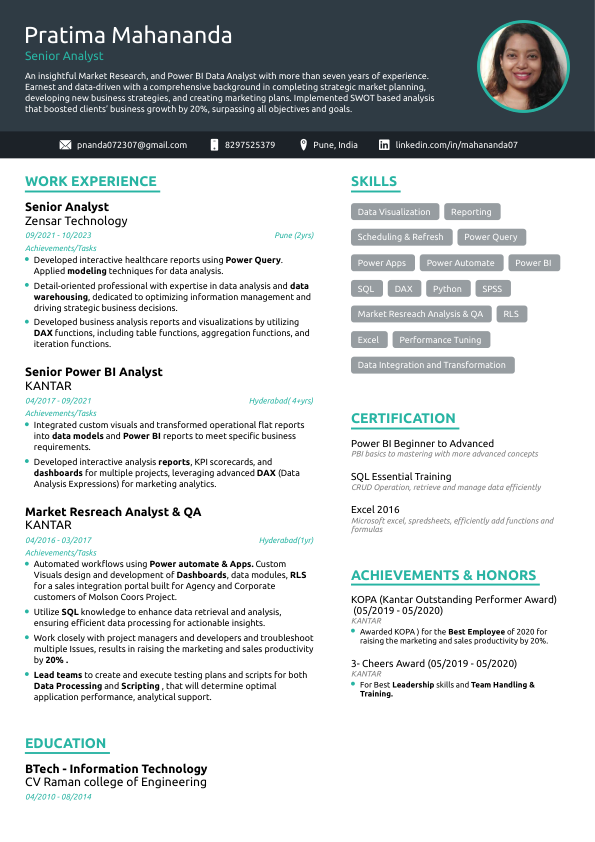 Pratima Mahananda
Senior Analyst
An insightful Market Research, and Power BI Data Analyst with more than seven years of experience.
Earnest and data-driven with a comprehensive background in completing strategic market planning,
developing new business strategies, and creating marketing plans. Implemented SWOT based analysis
that boosted clients’ business growth by 20%, surpassing all objectives and goals.
pnanda072307@gmail.com
8297525379
Pune, India
linkedin.com/in/mahananda07
WORK EXPERIENCE
Senior Analyst
Zensar Technology
09/2021 - 10/2023
Pune (2yrs)
Achievements/Tasks
Developed interactive healthcare reports using Power Query.
Applied modeling techniques for data analysis.
Detail-oriented professional with expertise in data analysis and data
warehousing, dedicated to optimizing information management and
driving strategic business decisions.
Developed business analysis reports and visualizations by utilizing
DAX functions, including table functions, aggregation functions, and
iteration functions.
Senior Power BI Analyst
KANTAR
04/2017 - 09/2021
Hyderabad( 4+yrs)
Achievements/Tasks
Integrated custom visuals and transformed operational flat reports
into data models and Power BI reports to meet specific business
requirements.
Developed interactive analysis reports, KPI scorecards, and
dashboards for multiple projects, leveraging advanced DAX (Data
Analysis Expressions) for marketing analytics.
Market Resreach Analyst & QA
KANTAR
04/2016 - 03/2017
Hyderabad(1yr)
Achievements/Tasks
Automated workflows using Power automate & Apps. Custom
Visuals design and development of Dashboards, data modules, RLS
for a sales integration portal built for Agency and Corporate
customers of Molson Coors Project.
Utilize SQL knowledge to enhance data retrieval and analysis,
ensuring efficient data processing for actionable insights.
Work closely with project managers and developers and troubleshoot
multiple Issues, results in raising the marketing and sales productivity
by 20% .
Lead teams to create and execute testing plans and scripts for both
Data Processing and Scripting , that will determine optimal
application performance, analytical support.
EDUCATION
BTech - Information Technology
CV Raman college of Engineering
04/2010 - 08/2014
SKILLS
Data Visualization
Reporting
Scheduling & Refresh
Power Query
Power Apps
Power Automate
Power BI
SQL
DAX
Python
SPSS
Market Resreach Analysis & QA
RLS
Excel
Performance Tuning
Data Integration and Transformation
CERTIFICATION
Power BI Beginner to Advanced
PBI basics to mastering with more advanced concepts
SQL Essential Training
CRUD Operation, retrieve and manage data efficiently
Excel 2016
Microsoft excel, spredsheets, efficiently add functions and
formulas
ACHIEVEMENTS & HONORS
KOPA (Kantar Outstanding Performer Award)
(05/2019 - 05/2020)
KANTAR
Awarded KOPA ) for the Best Employee of 2020 for
raising the marketing and sales productivity by 20%.
3- Cheers Award (05/2019 - 05/2020)
KANTAR
For Best Leadership skills and Team Handling &
Training.